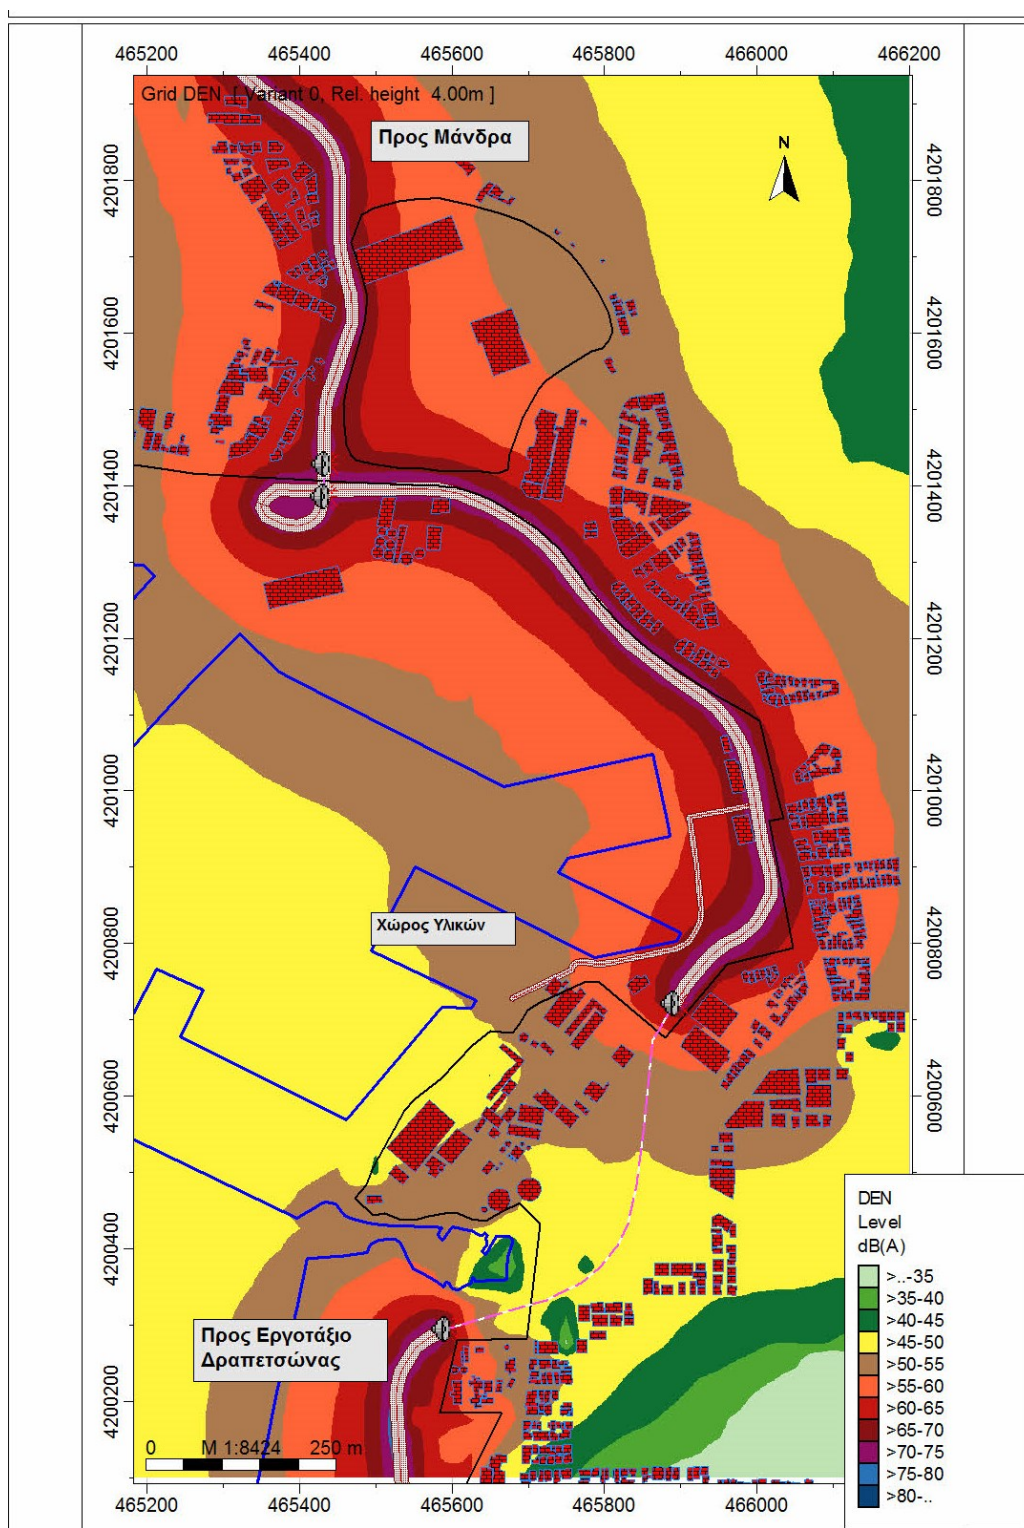 465200 465400 465600 465800 466000 466200
Grid DEN [ Variant 0, Rel. height 4.00m ]
Προς Μάνδρα
N
4201800 4201800
4201600 4201600
4201400 4201400
4201200 4201200
4201000 4201000
Χώρος Υλικών
4200800 4200800
4200600 4200600
4200400
Προς Εργοτάξιο
Δραπετσώνας
4200200
0 M 1:8424 250 m
465200 465400 465600 465800 466000
DEN
Level
dB(A)
>..-35
>35-40
>40-45
>45-50
>50-55
>55-60
>60-65
>65-70
>70-75
>75-80
>80-..